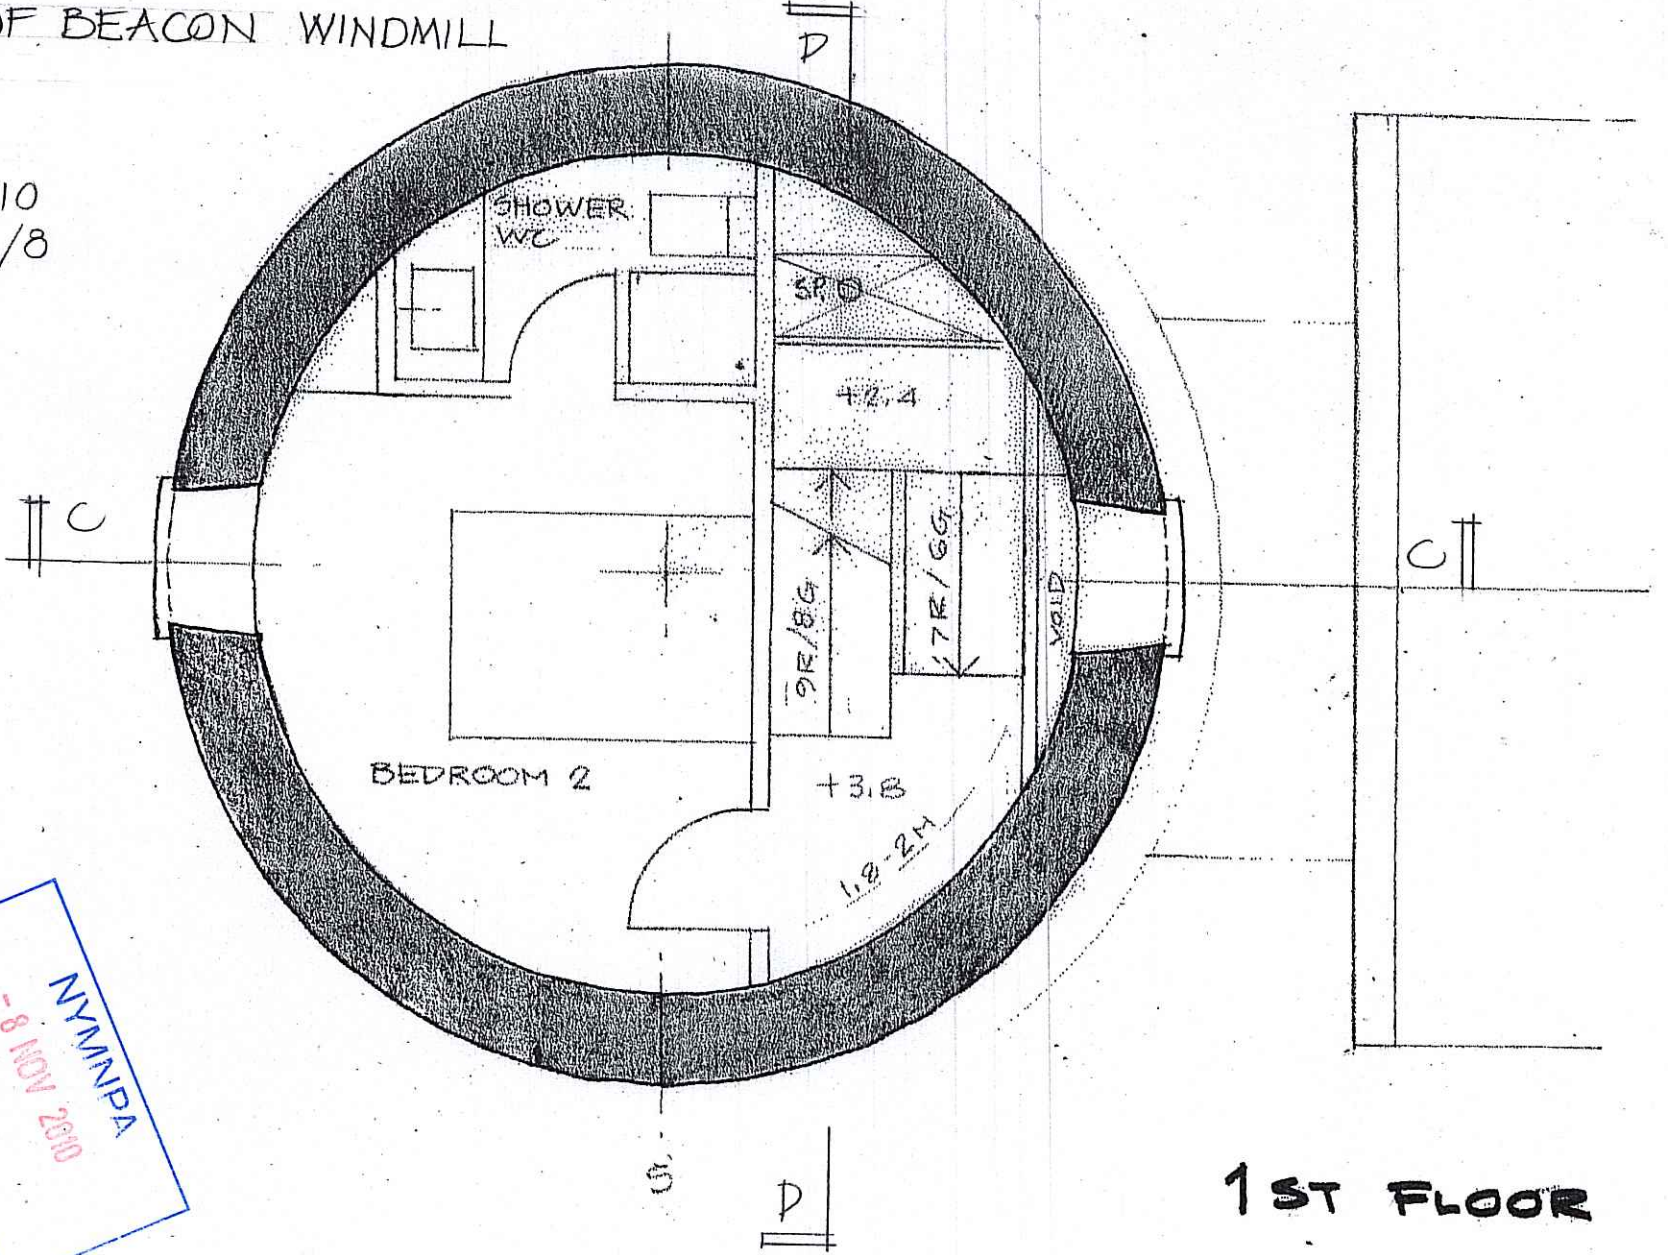 OF BEACON WINDMILL
D
10
/8
SHOWER
WC
SP.
+2.4
C
C
9R/8G
7R/6G
VOID
BEDROOM 2
+3.8
1.8-2M
NYMNPA
-8 NOV 2010
S
D
1ST FLOOR